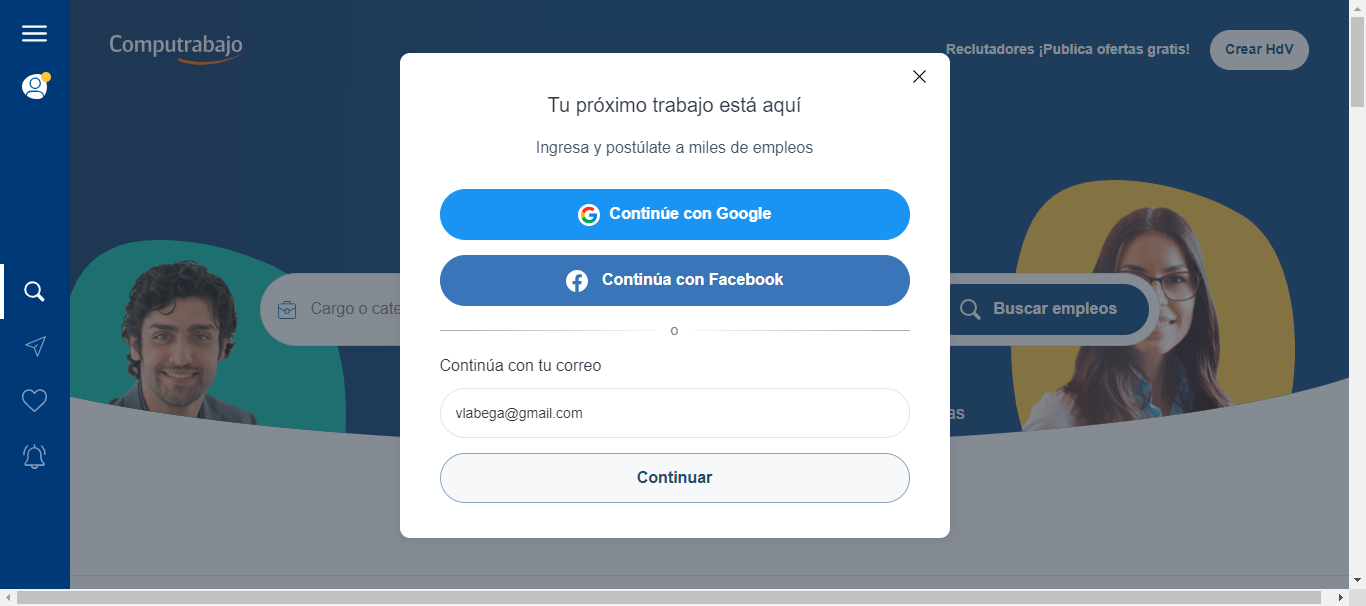 Computrabajo
Reclutadores ¡Publica ofertas gratis!
Crear HdV
Tu próximo trabajo está aquí
Ingresa y postúlate a miles de empleos
Continúe con Google
Continúa con Facebook
Cargo o cate
Buscar empleos
o
Continúa con tu correo
vlabega@gmail.com
as
Continuar